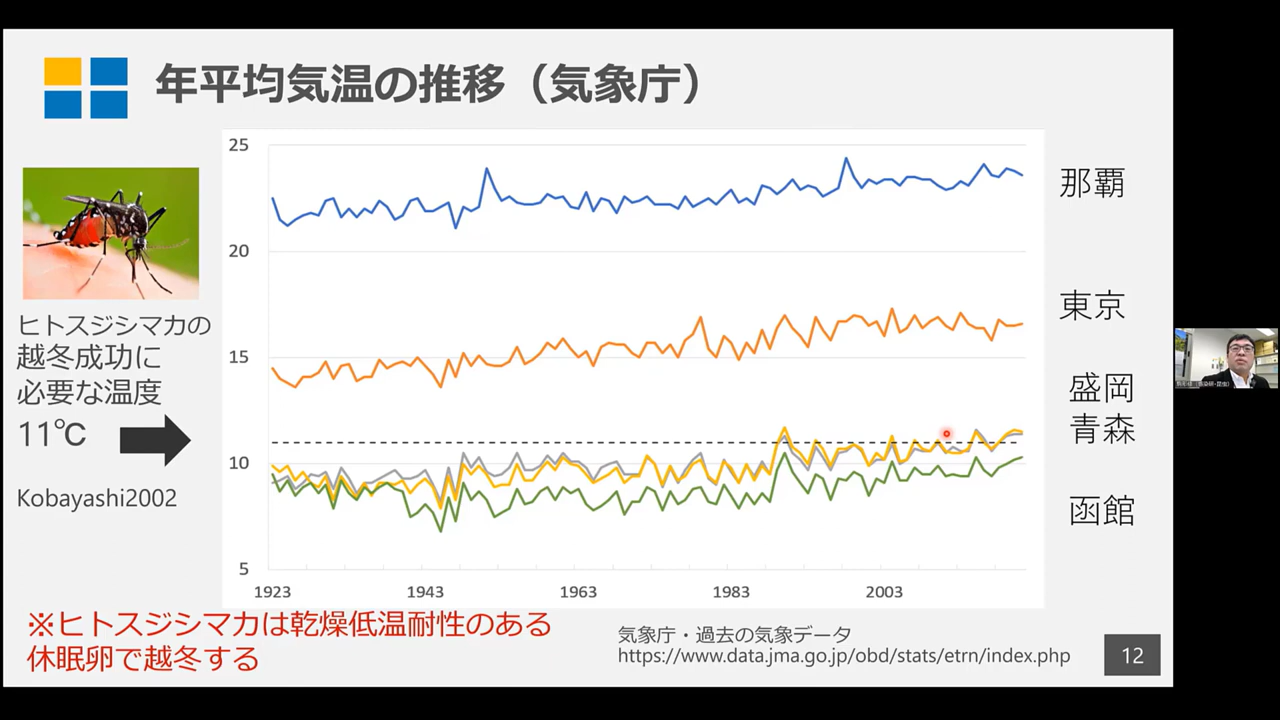 年平均気温の推移（気象庁）
25
20
15
10
5
1923
1943
1963
1983
2003
那覇
東京
盛岡
青森
函館
ヒトスジシマカの
越冬成功に
必要な温度
11℃
Kobayashi2002
※ヒトスジシマカは乾燥低温耐性のある
休眠卵で越冬する
気象庁・過去の気象データ
https://www.data.jma.go.jp/obd/stats/etrn/index.php
12